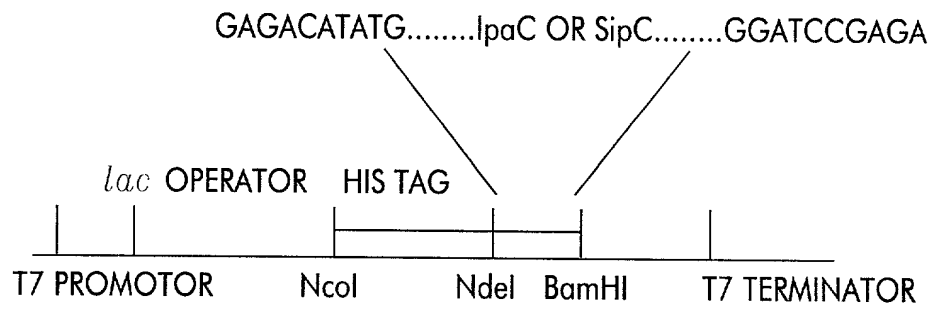 GAGACATATG........IpaC OR SipC........GGATCCGAGA
lac OPERATOR HIS TAG
T7 PROMOTOR NcoI NdeI BamHI T7 TERMINATOR